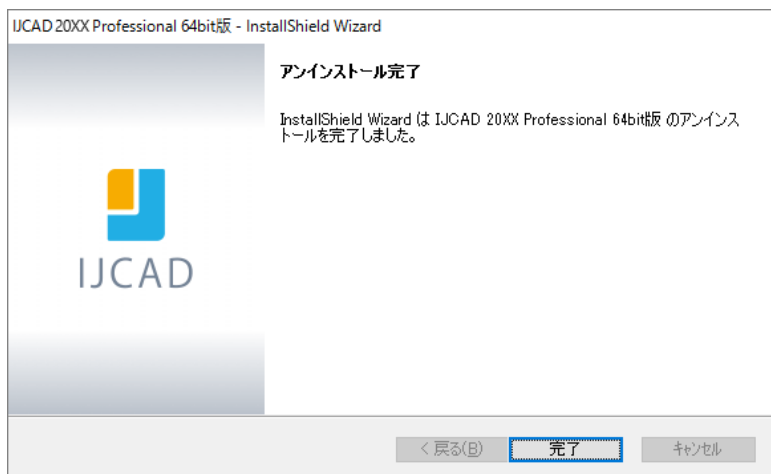 IJCAD 20XX Professional 64bit版 - InstallShield Wizard
アンインストール完了
InstallShield Wizard は IJCAD 20XX Professional 64bit版 のアンインス
トールを完了しました。
IJCAD
< 戻る(B)
完了
キャンセル